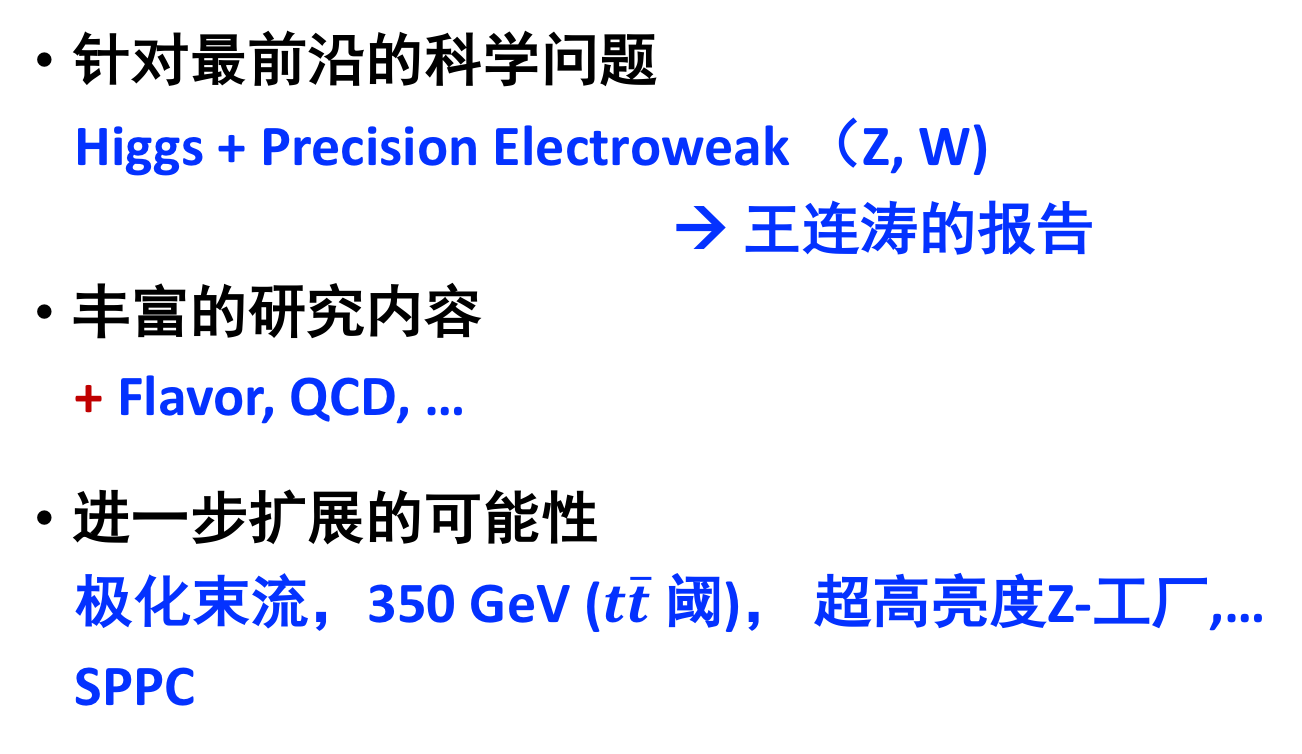 • 针对最前沿的科学问题
Higgs + Precision Electroweak （Z, W)
→ 王连涛的报告
• 丰富的研究内容
+ Flavor, QCD, …
• 进一步扩展的可能性
极化束流，350 GeV (tt̄ 阈)， 超高亮度Z-工厂,…
SPPC